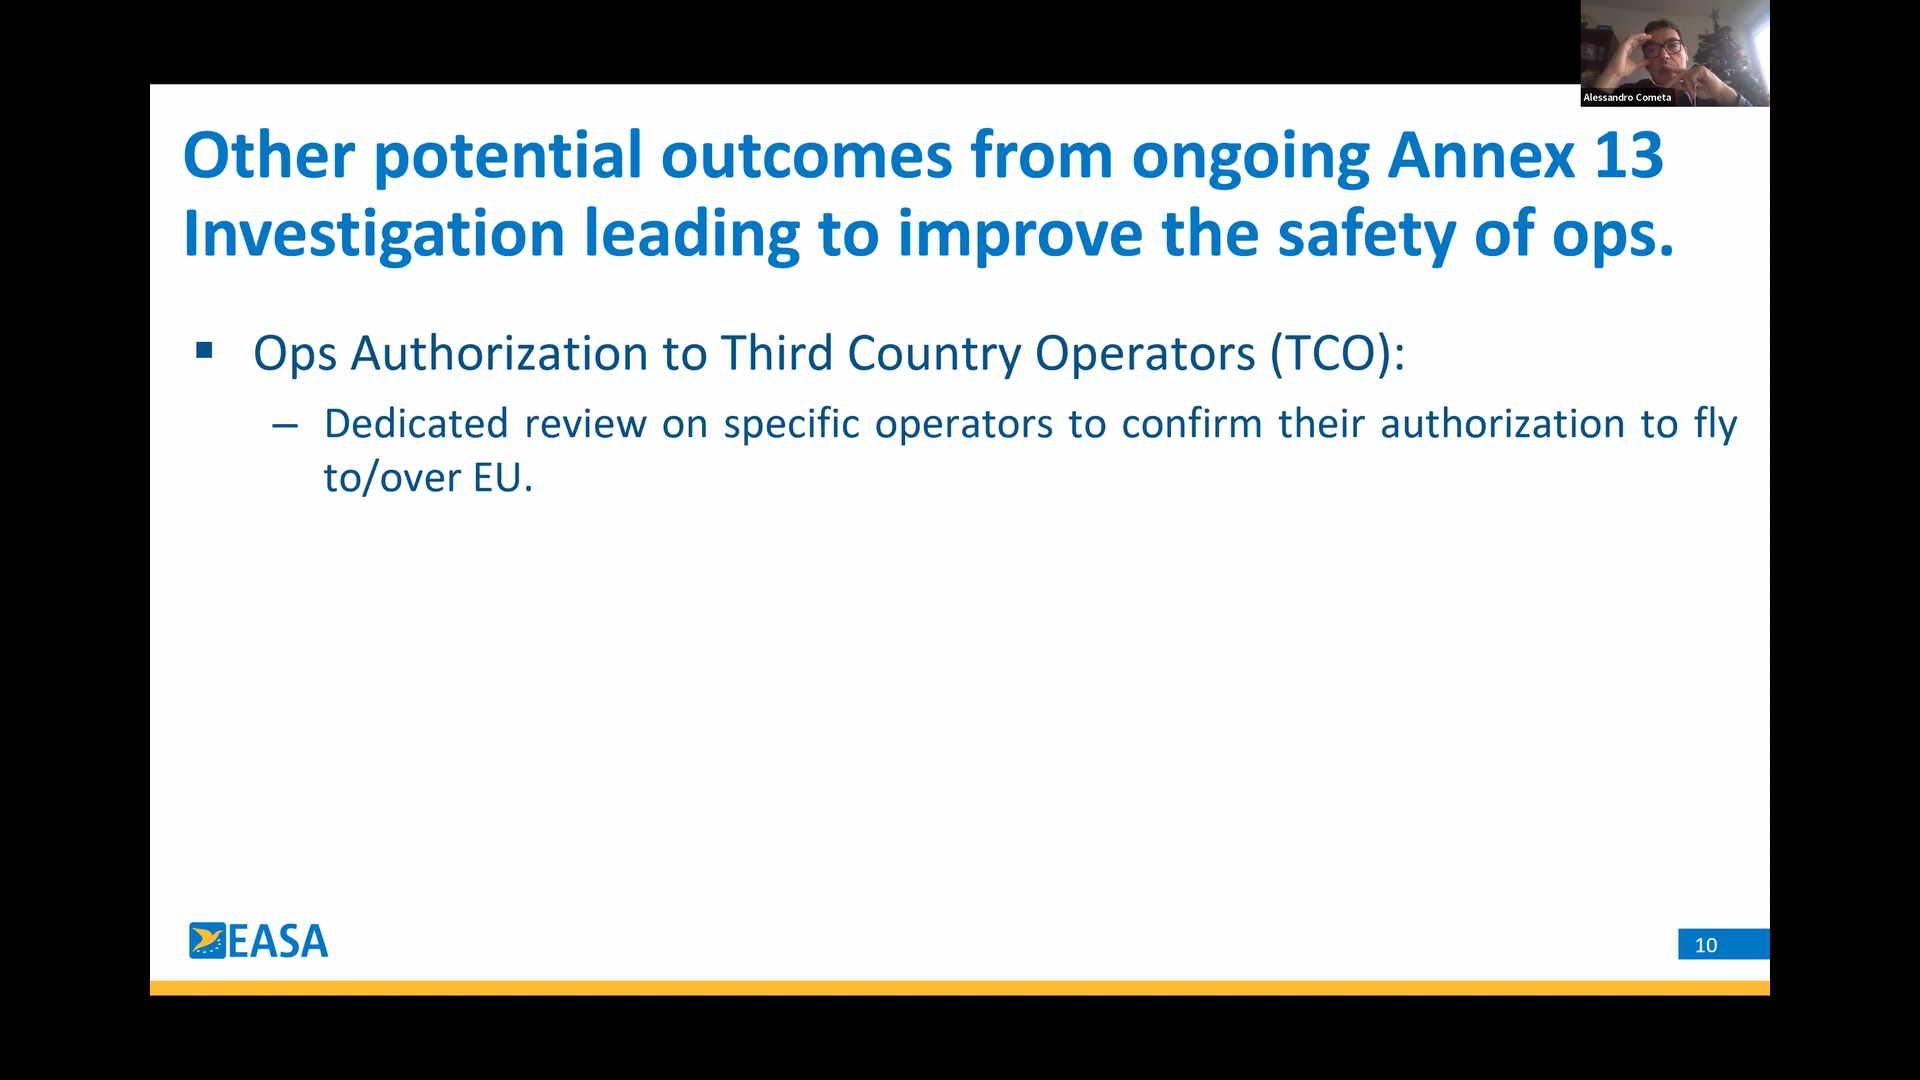 Alessandro Cometa
Other potential outcomes from ongoing Annex 13
Investigation leading to improve the safety of ops.
▪ Ops Authorization to Third Country Operators (TCO):
– Dedicated review on specific operators to confirm their authorization to fly
to/over EU.
EASA
10